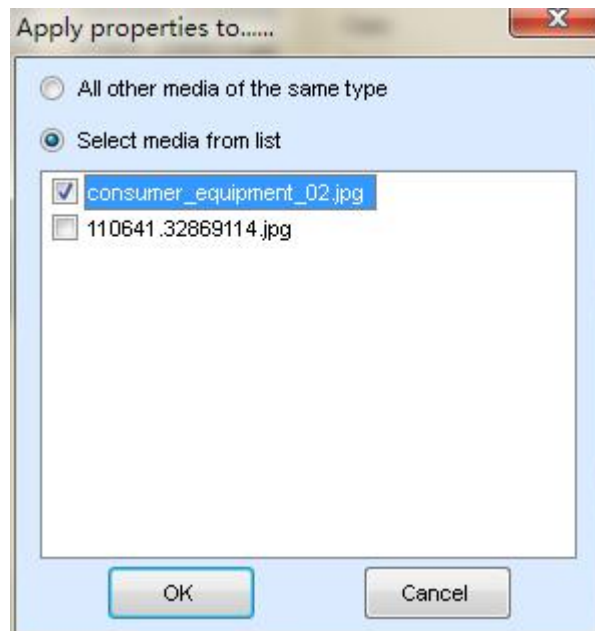 Apply properties to......
All other media of the same type
Select media from list
consumer_equipment_02.jpg
110641.32869114.jpg
OK
Cancel